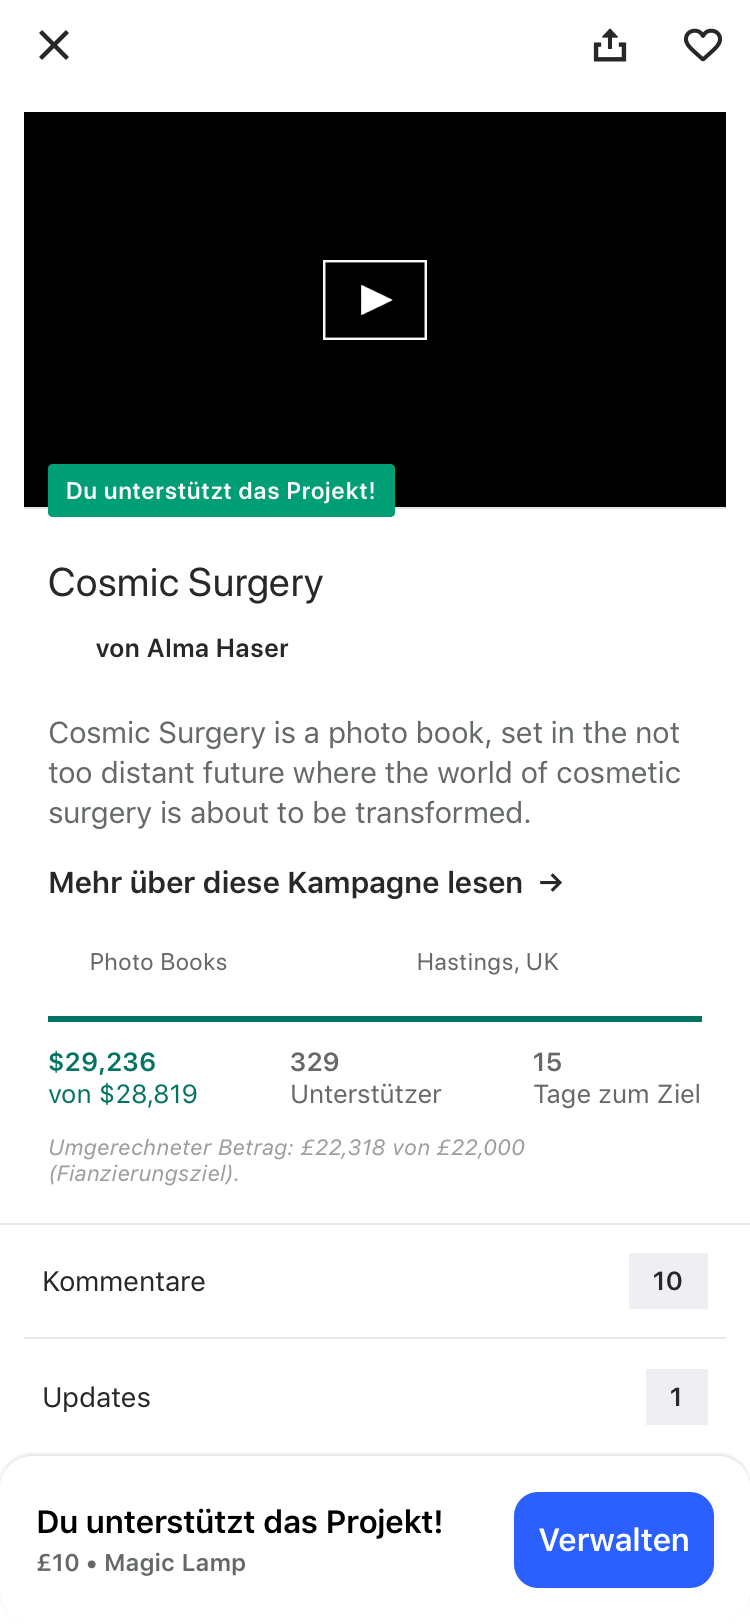 Du unterstützt das Projekt!
Cosmic Surgery
von Alma Haser
Cosmic Surgery is a photo book, set in the not
too distant future where the world of cosmetic
surgery is about to be transformed.
Mehr über diese Kampagne lesen →
Photo Books Hastings, UK
$29,236 329 15
von $28,819 Unterstützer Tage zum Ziel
Umgerechneter Betrag: £22,318 von £22,000
(Fianzierungsziel).
Kommentare 10
Updates 1
Du unterstützt das Projekt!
£10 • Magic Lamp
Verwalten